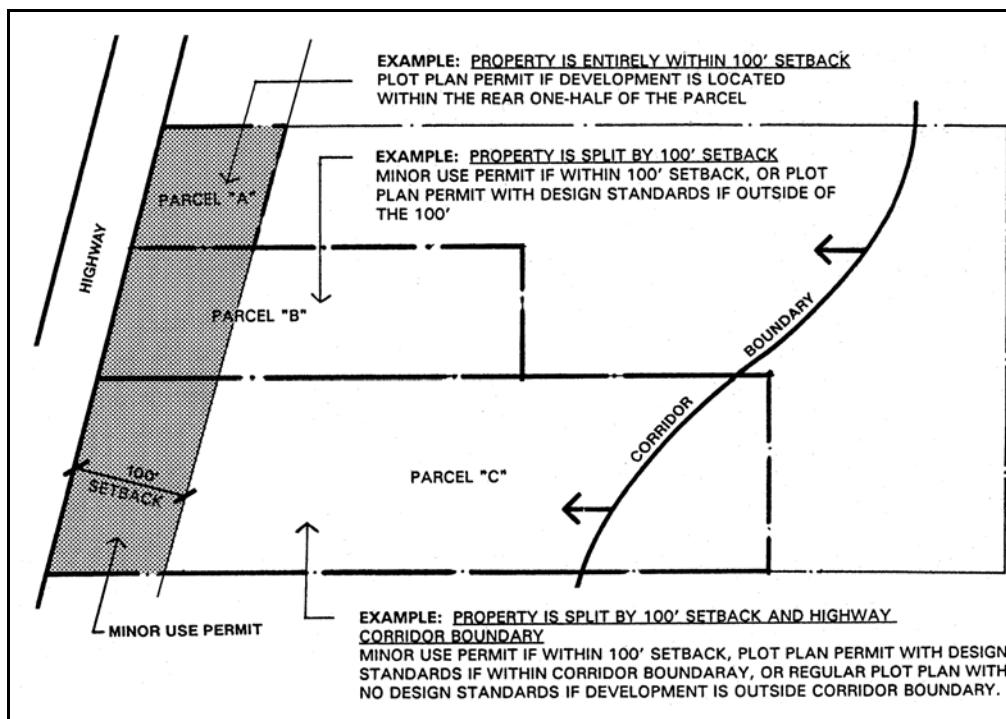 EXAMPLE: PROPERTY IS ENTIRELY WITHIN 100' SETBACK
PLOT PLAN PERMIT IF DEVELOPMENT IS LOCATED
WITHIN THE REAR ONE-HALF OF THE PARCEL
EXAMPLE: PROPERTY IS SPLIT BY 100' SETBACK
MINOR USE PERMIT IF WITHIN 100' SETBACK, OR PLOT
PLAN PERMIT WITH DESIGN STANDARDS IF OUTSIDE OF
THE 100'
PARCEL "A"
HIGHWAY
PARCEL "B"
BOUNDARY
CORRIDOR
PARCEL "C"
100'
SETBACK
MINOR USE PERMIT
EXAMPLE: PROPERTY IS SPLIT BY 100' SETBACK AND HIGHWAY
CORRIDOR BOUNDARY
MINOR USE PERMIT IF WITHIN 100' SETBACK, PLOT PLAN PERMIT WITH DESIGN
STANDARDS IF WITHIN CORRIDOR BOUNDARAY, OR REGULAR PLOT PLAN WITH
NO DESIGN STANDARDS IF DEVELOPMENT IS OUTSIDE CORRIDOR BOUNDARY.